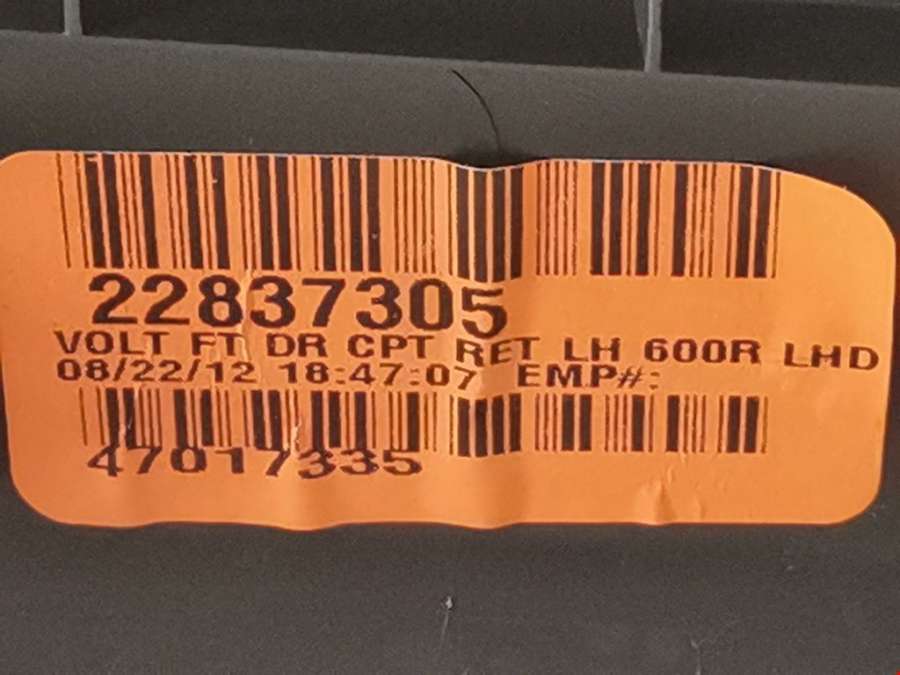 22837305
VOLT FT DR CPT RET LH 600R LHD
08/22/12 18:47:07 EMP#:
47017335